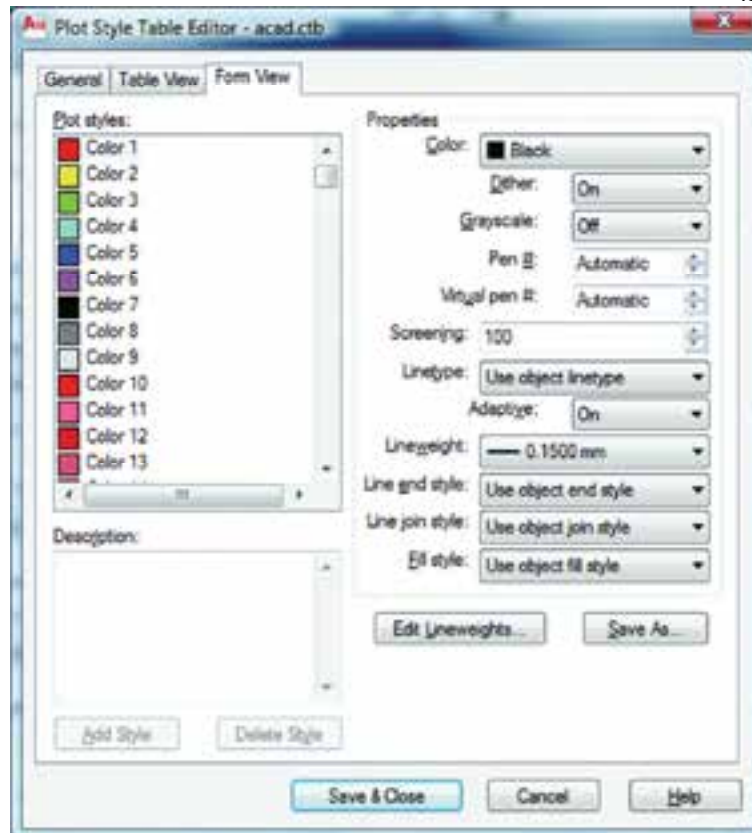 Plot Style Table Editor - acad.ctb
General Table View Form View
Plot styles:
Color 1
Color 2
Color 3
Color 4
Color 5
Color 6
Color 7
Color 8
Color 9
Color 10
Color 11
Color 12
Color 13
Description:
Add Style Delete Style
Properties
Color: Black
Dither: On
Grayscale: Off
Pen #: Automatic
Virtual pen #: Automatic
Screening: 100
Linetype: Use object linetype
Adaptive: On
Lineweight: 0.1500 mm
Line end style: Use object end style
Line join style: Use object join style
Fill style: Use object fill style
Edit Lineweights... Save As...
Save & Close Cancel Help